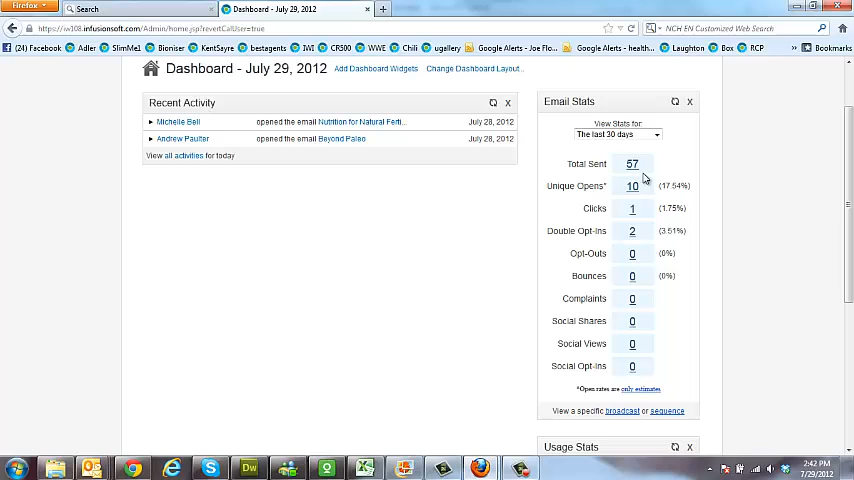 Firefox
Search
Dashboard - July 29, 2012
https://iw108.infusionsoft.com/Admin/home.jsp?revertCalUser=true
NCH EN Customized Web Search
(24) Facebook Adler SlimMe1 Bioniser KentSayre bestagents IWI CR500 WWE Chili ugallery Google Alerts - Joe Flo... Google Alerts - healt... Laughton Box RCP » Bookmarks
Dashboard - July 29, 2012 Add Dashboard Widgets Change Dashboard Layout...
Recent Activity X
Michelle Bell opened the email Nutrition for Natural Ferti... July 28, 2012
Andrew Paulter opened the email Beyond Paleo July 28, 2012
View all activities for today
Email Stats X
View Stats for:
The last 30 days
Total Sent 57
Unique Opens* 10 (17.54%)
Clicks 1 (1.75%)
Double Opt-Ins 2 (3.51%)
Opt-Outs 0 (0%)
Bounces 0 (0%)
Complaints 0
Social Shares 0
Social Views 0
Social Opt-Ins 0
*Open rates are only estimates
View a specific broadcast or sequence
Usage Stats X
Dw
2:42 PM
7/29/2012